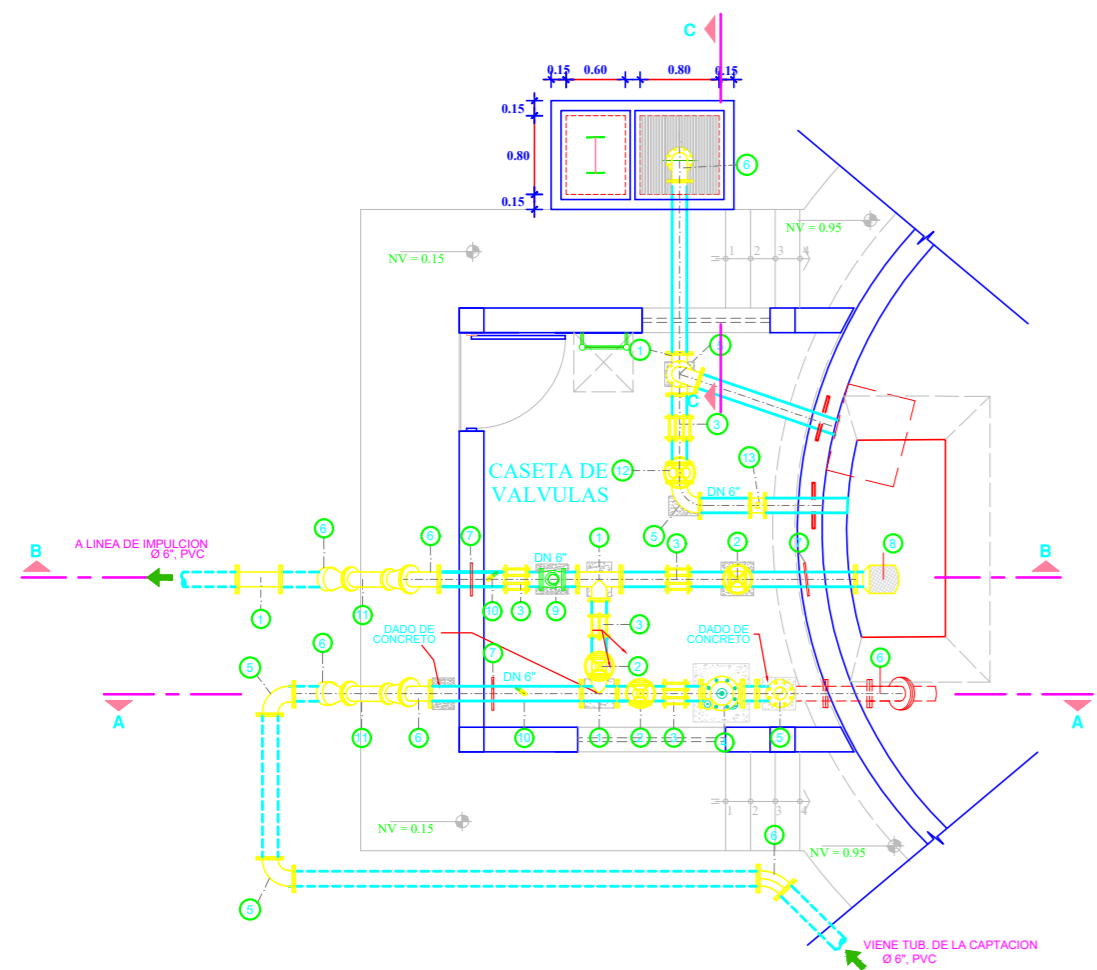 C
0.15 0.60 0.80 0.15
0.15
0.80
0.15
6
NV = 0.95
NV = 0.15
1 2 3 4
1
5
C
3
CASETA DE
VALVULAS
12
13
DN 6"
5
A LINEA DE IMPULCION
Ø 6", PVC
B
6
6
7
DN 6"
1
3
2
7
8
B
1
11
10
3
9
DADO DE
CONCRETO
3
DADO DE
CONCRETO
6
7
2
6
5
DN 6"
A
A
11
6
10
1
2
3
4
5
1 2 3 4
NV = 0.15
6
NV = 0.95
5
VIENE TUB. DE LA CAPTACION
Ø 6", PVC